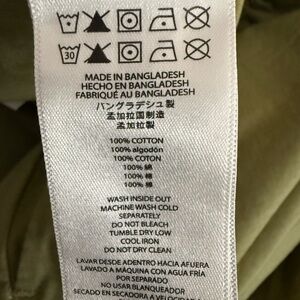 30
MADE IN BANGLADESH
HECHO EN BANGLADESH
FABRIQUÉ AU BANGLADESH
バングラデシュ製
孟加拉国制造
孟加拉製
100% COTTON
100% algodón
100% COTON
100% 綿
100% 棉
100% 棉
WASH INSIDE OUT
MACHINE WASH COLD
SEPARATELY
DO NOT BLEACH
TUMBLE DRY LOW
COOL IRON
DO NOT DRY CLEAN
LAVAR DESDE ADENTRO HACIA AFUERA
LAVADO A MÁQUINA CON AGUA FRÍA
POR SEPARADO
NO USAR BLANQUEADOR
SECADO EN SECADORA A VELOCIDAD